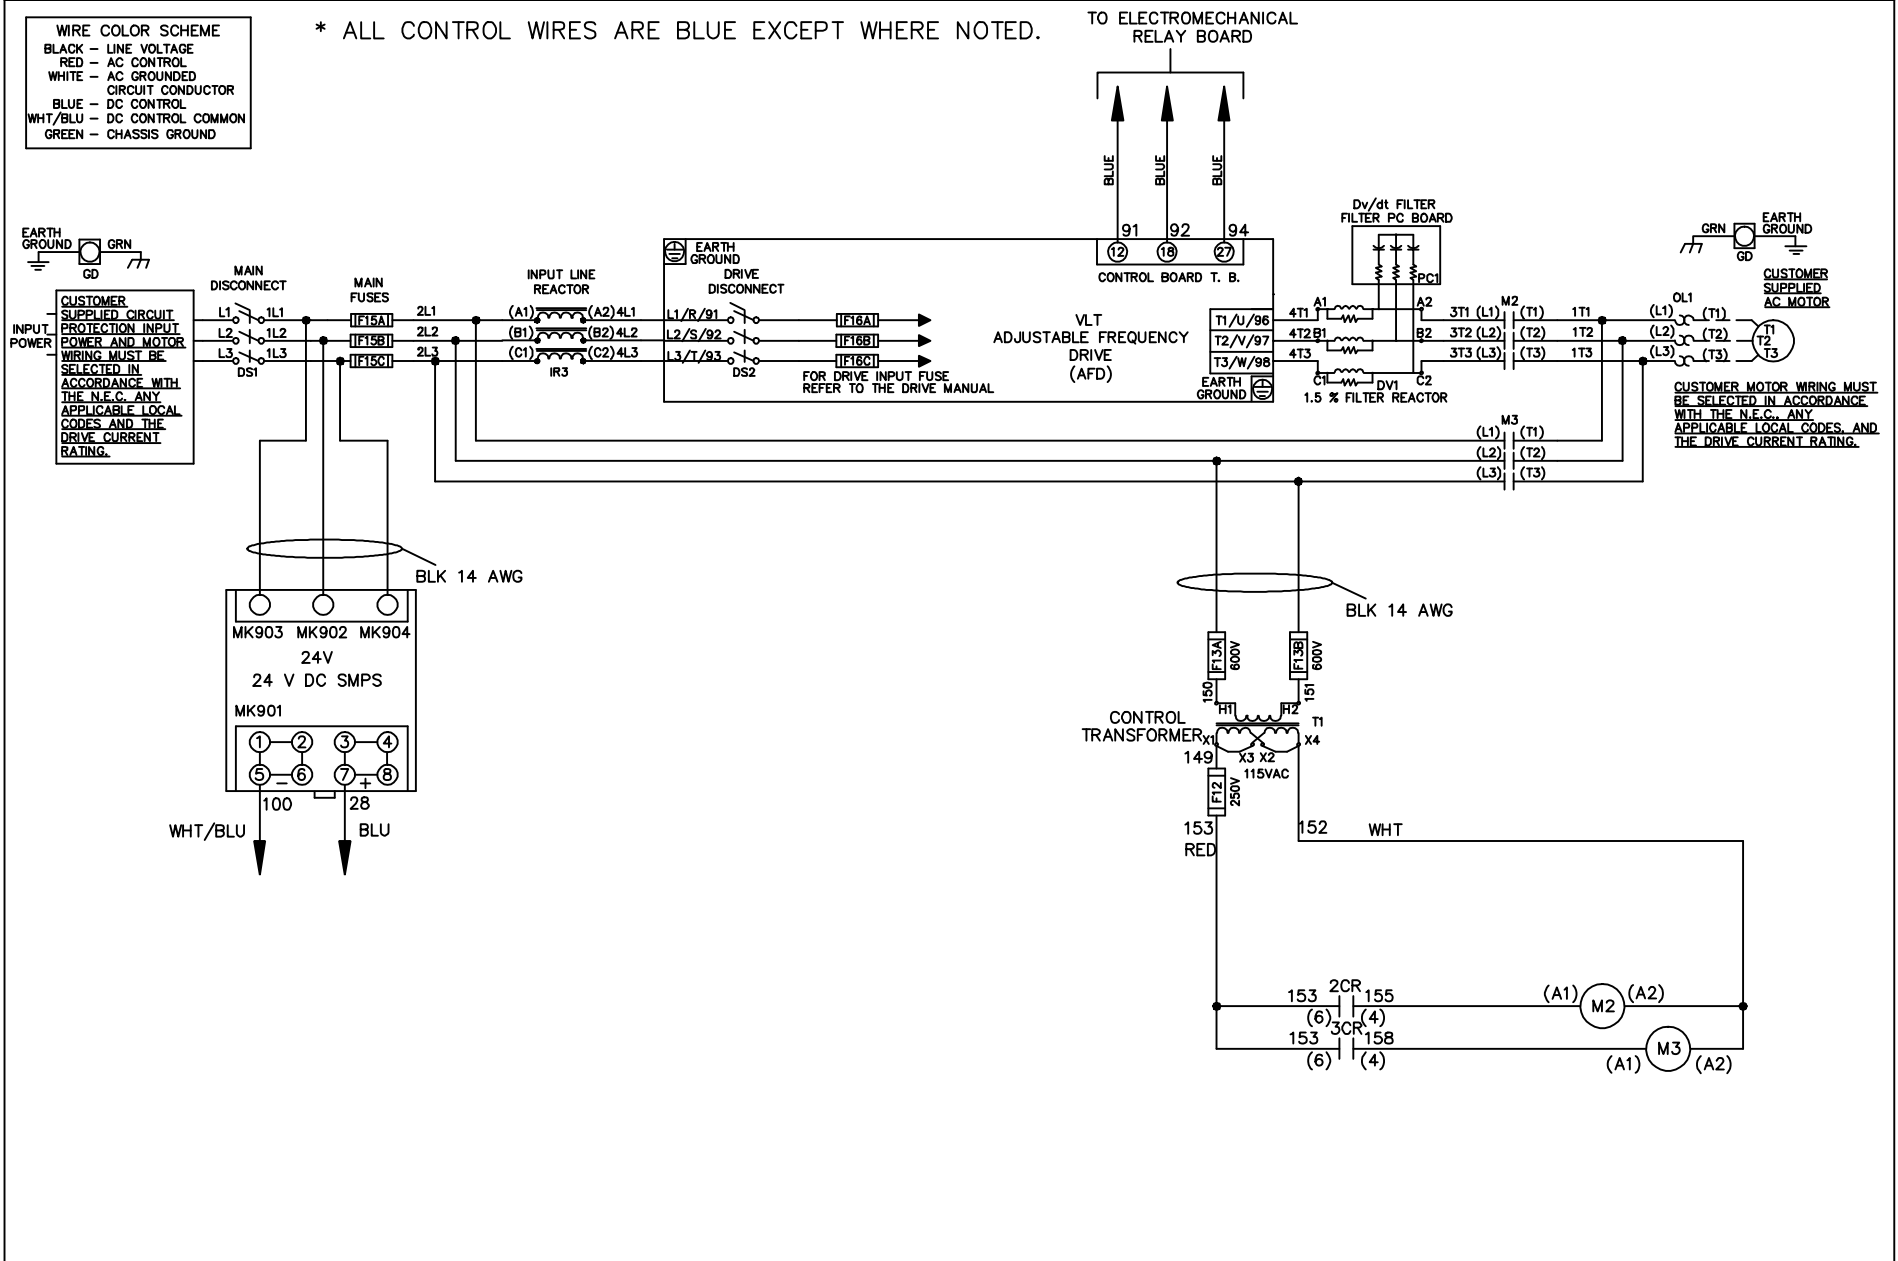 WIRE COLOR SCHEME
BLACK – LINE VOLTAGE
RED – AC CONTROL
WHITE – AC GROUNDED
CIRCUIT CONDUCTOR
BLUE – DC CONTROL
WHT/BLU – DC CONTROL COMMON
GREEN – CHASSIS GROUND
* ALL CONTROL WIRES ARE BLUE EXCEPT WHERE NOTED.
TO ELECTROMECHANICAL
RELAY BOARD
BLUE
BLUE
BLUE
91 92 94
12 18 27
CONTROL BOARD T. B.
EARTH
GROUND
GRN
GD
INPUT
POWER
CUSTOMER
SUPPLIED CIRCUIT
PROTECTION INPUT
POWER AND MOTOR
WIRING MUST BE
SELECTED IN
ACCORDANCE WITH
THE N.E.C. ANY
APPLICABLE LOCAL
CODES AND THE
DRIVE CURRENT
RATING.
MAIN
DISCONNECT
L1 1L1
L2 1L2
L3 1L3
DS1
MAIN
FUSES
F15A
F15B
F15C
2L1
2L2
2L3
INPUT LINE
REACTOR
(A1) (A2) 4L1
(B1) (B2) 4L2
(C1) (C2) 4L3
IR3
EARTH
GROUND
DRIVE
DISCONNECT
L1/R/91
L2/S/92
L3/T/93
DS2
F16A
F16B
F16C
FOR DRIVE INPUT FUSE
REFER TO THE DRIVE MANUAL
VLT
ADJUSTABLE FREQUENCY
DRIVE
(AFD)
T1/U/96
T2/V/97
T3/W/98
EARTH
GROUND
4T1
4T2
4T3
Dv/dt FILTER
FILTER PC BOARD
PC1
A1 A2
B1 B2
C1 C2
DV1
1.5 % FILTER REACTOR
M2
3T1 (L1) (T1) 1T1
3T2 (L2) (T2) 1T2
3T3 (L3) (T3) 1T3
M3
(L1) (T1)
(L2) (T2)
(L3) (T3)
GRN
EARTH
GROUND
GD
CUSTOMER
SUPPLIED
AC MOTOR
OL1
(L1) (T1)
(L2) (T2)
(L3) (T3)
T1
T2
T3
CUSTOMER MOTOR WIRING MUST
BE SELECTED IN ACCORDANCE
WITH THE N.E.C., ANY
APPLICABLE LOCAL CODES, AND
THE DRIVE CURRENT RATING.
BLK 14 AWG
MK903 MK902 MK904
24V
24 V DC SMPS
MK901
1 2 3 4
5 6 7 8
– +
100 28
WHT/BLU BLU
BLK 14 AWG
F13A
600V
F13B
600V
150
151
H1 H2
T1
CONTROL
TRANSFORMER
X1 X3 X2 X4
149
115VAC
F12
250V
153
RED
152 WHT
2CR
153 155
(6) (4)
(A1) M2 (A2)
3CR
153 158
(6) (4)
(A1) M3 (A2)